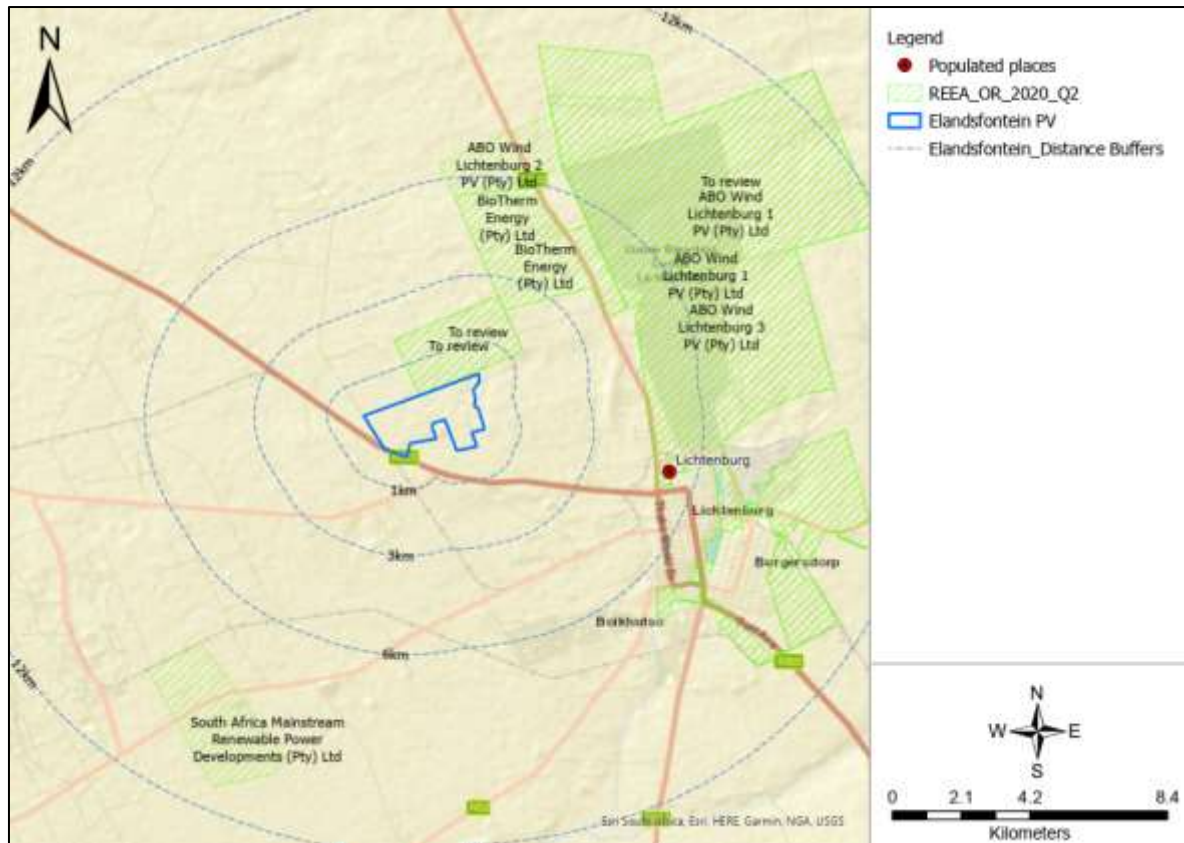 N
12km
12km
12km
ABO Wind
Lichtenburg 2
PV (Pty) Ltd
BioTherm
Energy
(Pty) Ltd
BioTherm
Energy
(Pty) Ltd
To review
ABO Wind
Lichtenburg 1
PV (Pty) Ltd
ABO Wind
Lichtenburg 1
PV (Pty) Ltd
ABO Wind
Lichtenburg 3
PV (Pty) Ltd
To review
To review
Lichtenburg
1km
Lichtenburg
3km
Burgersdorp
Boikhutso
6km
South Africa Mainstream
Renewable Power
Developments (Pty) Ltd
Esri South Africa, Esri, HERE, Garmin, NGA, USGS
Legend
Populated places
REEA_OR_2020_Q2
Elandsfontein PV
Elandsfontein_Distance Buffers
N
W E
S
0 2.1 4.2 8.4
Kilometers